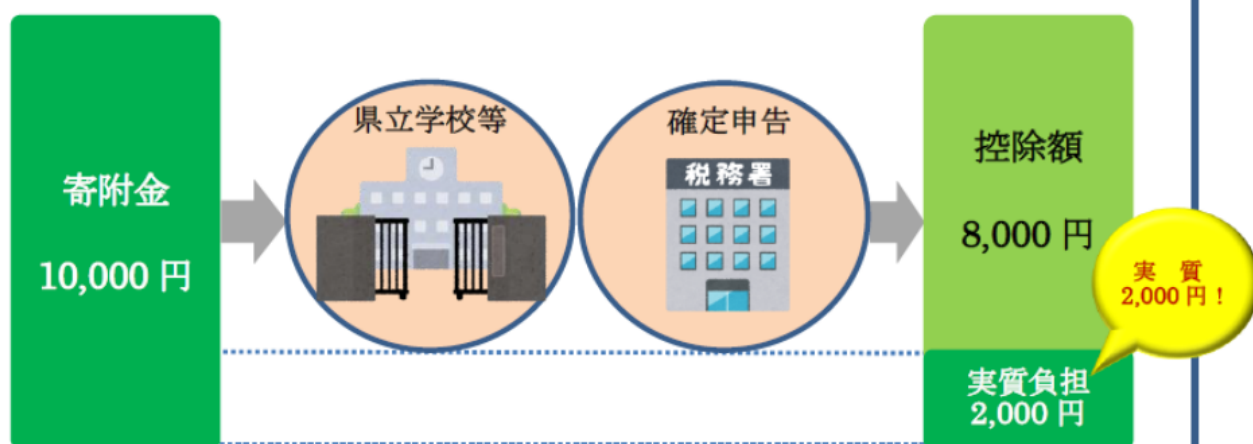 寄附金
10,000 円
県立学校等
確定申告
税務署
控除額
8,000 円
実　質
2,000 円！
実質負担
2,000 円